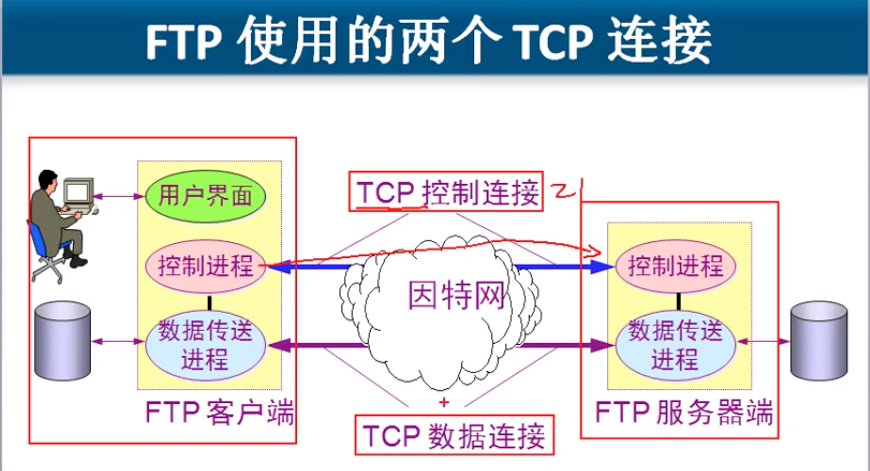 FTP 使用的两个 TCP 连接
用户界面
TCP 控制连接
控制进程
因特网
控制进程
数据传送
进程
数据传送
进程
FTP 客户端
TCP 数据连接
FTP 服务器端